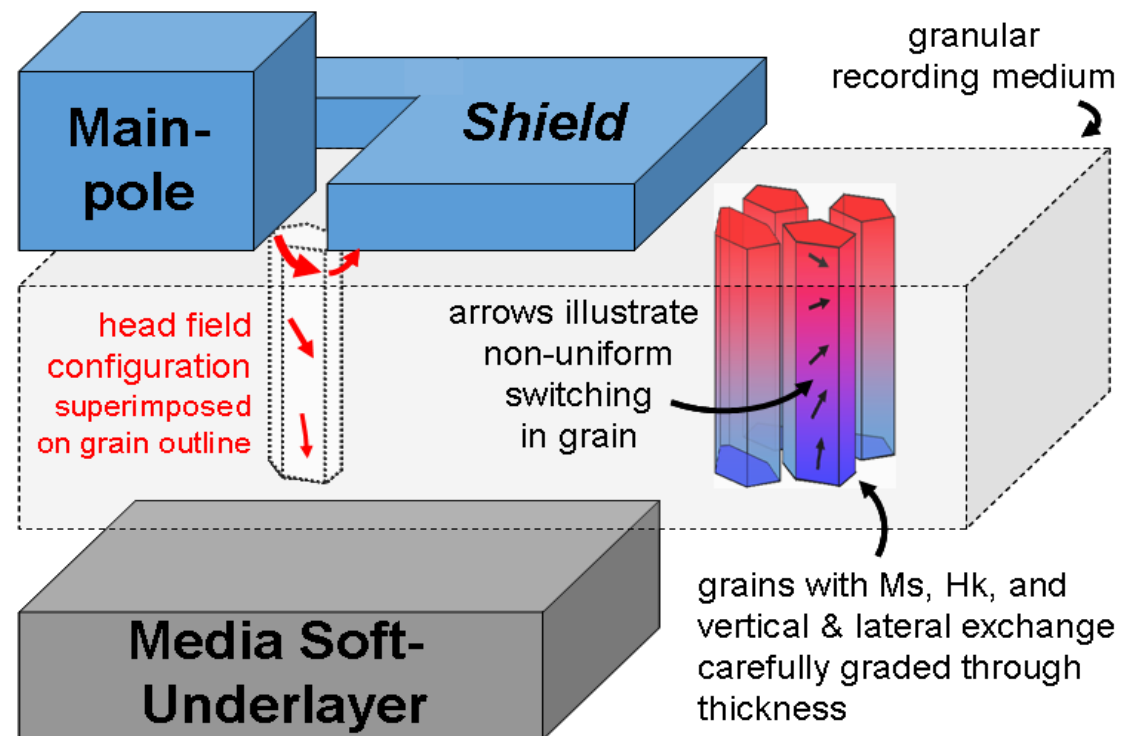 granular
recording medium
Main-
pole
Shield
head field
configuration
superimposed
on grain outline
arrows illustrate
non-uniform
switching
in grain
grains with Ms, Hk, and
vertical & lateral exchange
carefully graded through
thickness
Media Soft-
Underlayer